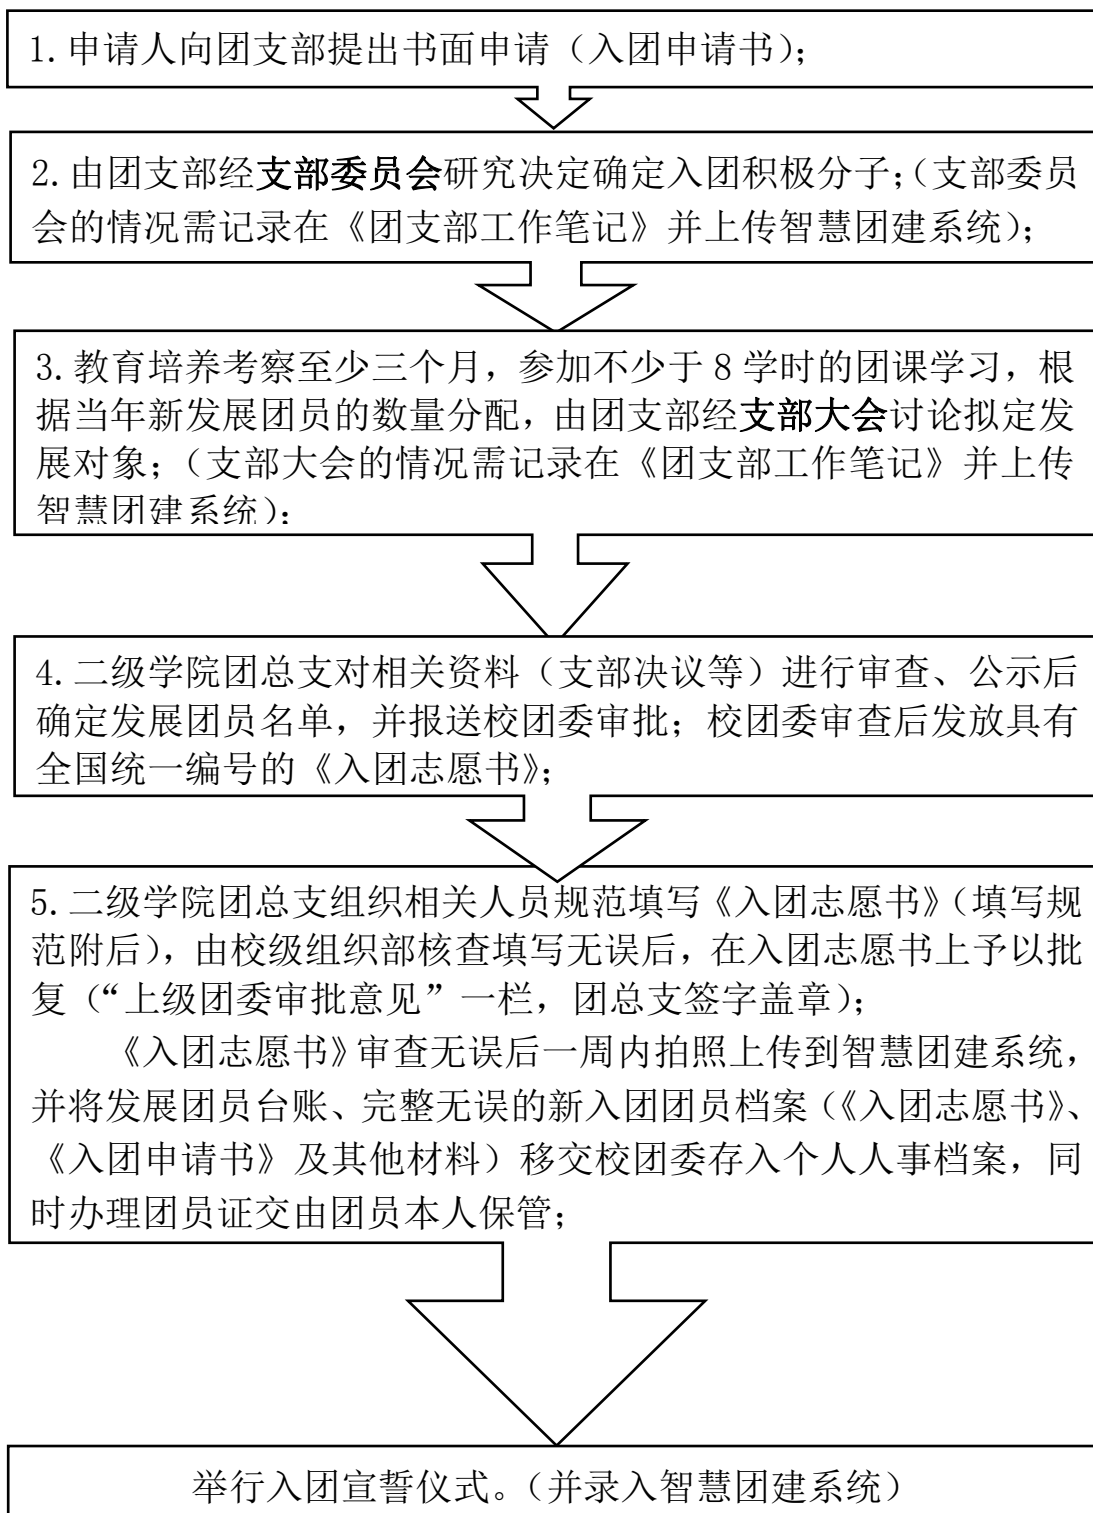 1.申请人向团支部提出书面申请（入团申请书）；
2.由团支部经支部委员会研究决定确定入团积极分子；（支部委员
会的情况需记录在《团支部工作笔记》并上传智慧团建系统）；
3.教育培养考察至少三个月，参加不少于 8 学时的团课学习，根
据当年新发展团员的数量分配，由团支部经支部大会讨论拟定发
展对象；（支部大会的情况需记录在《团支部工作笔记》并上传
智慧团建系统）；
4.二级学院团总支对相关资料（支部决议等）进行审查、公示后
确定发展团员名单，并报送校团委审批；校团委审查后发放具有
全国统一编号的《入团志愿书》；
5.二级学院团总支组织相关人员规范填写《入团志愿书》（填写规
范附后），由校级组织部核查填写无误后，在入团志愿书上予以批
复（“上级团委审批意见”一栏，团总支签字盖章）；
《入团志愿书》审查无误后一周内拍照上传到智慧团建系统，
并将发展团员台账、完整无误的新入团团员档案（《入团志愿书》、
《入团申请书》及其他材料）移交校团委存入个人人事档案，同
时办理团员证交由团员本人保管；
举行入团宣誓仪式。（并录入智慧团建系统）